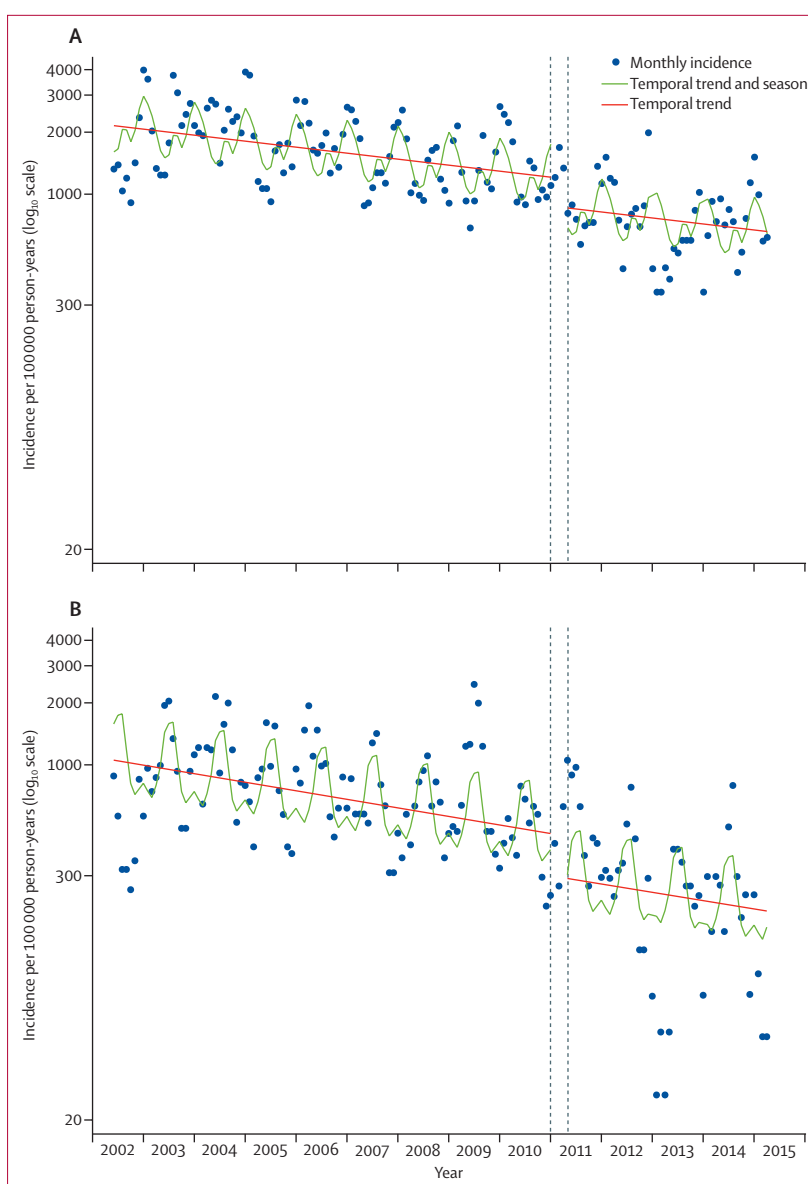 A
Monthly incidence
Temporal trend and season
Temporal trend
4000
3000
2000
1000
300
20
Incidence per 100 000 person-years (log10 scale)
B
4000
3000
2000
1000
300
20
Incidence per 100 000 person-years (log10 scale)
2002 2003 2004 2005 2006 2007 2008 2009 2010 2011 2012 2013 2014 2015
Year